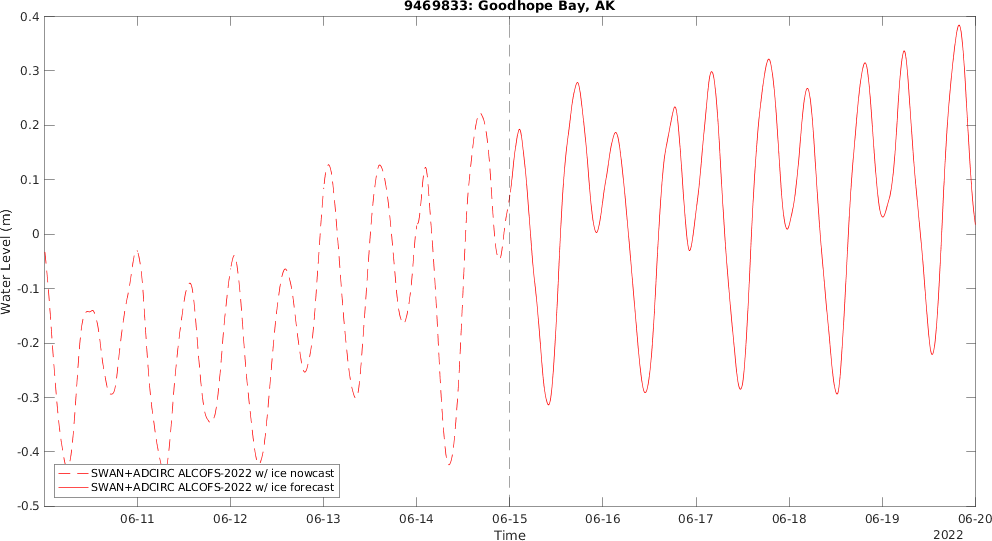 9469833: Goodhope Bay, AK
Water Level (m)
0.4
0.3
0.2
0.1
0
-0.1
-0.2
-0.3
-0.4
-0.5
SWAN+ADCIRC ALCOFS-2022 w/ ice nowcast
SWAN+ADCIRC ALCOFS-2022 w/ ice forecast
06-11 06-12 06-13 06-14 06-15 06-16 06-17 06-18 06-19 06-20
Time
2022